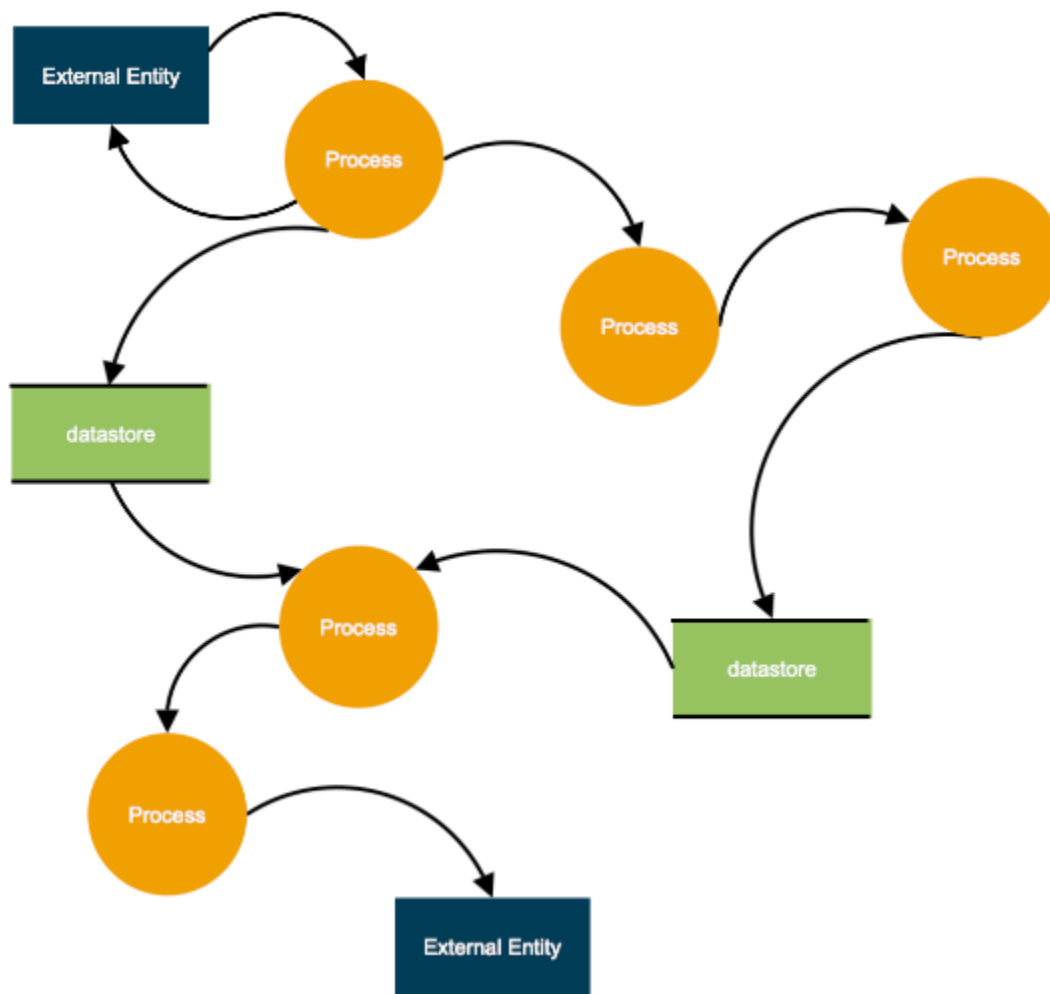 External Entity
Process
Process
Process
datastore
Process
datastore
Process
External Entity